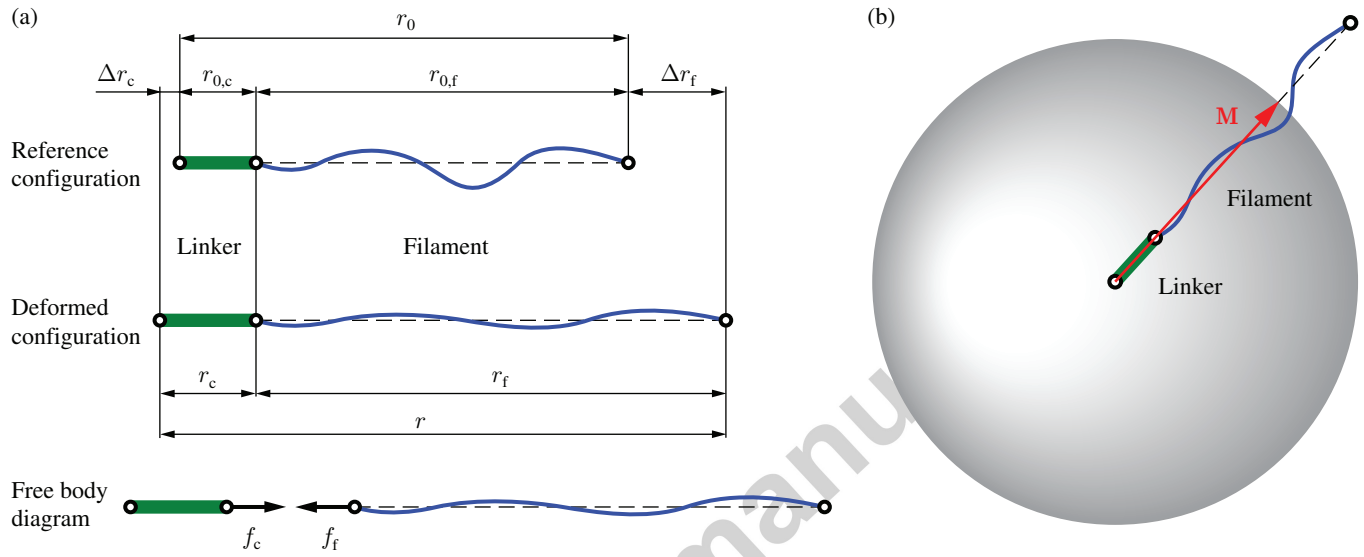 (a)
r0
Δrc
r0,c
r0,f
Δrf
Reference
configuration
Linker
Filament
Deformed
configuration
rc
rf
r
Free body
diagram
fc
ff
(b)
M
Filament
Linker
manu